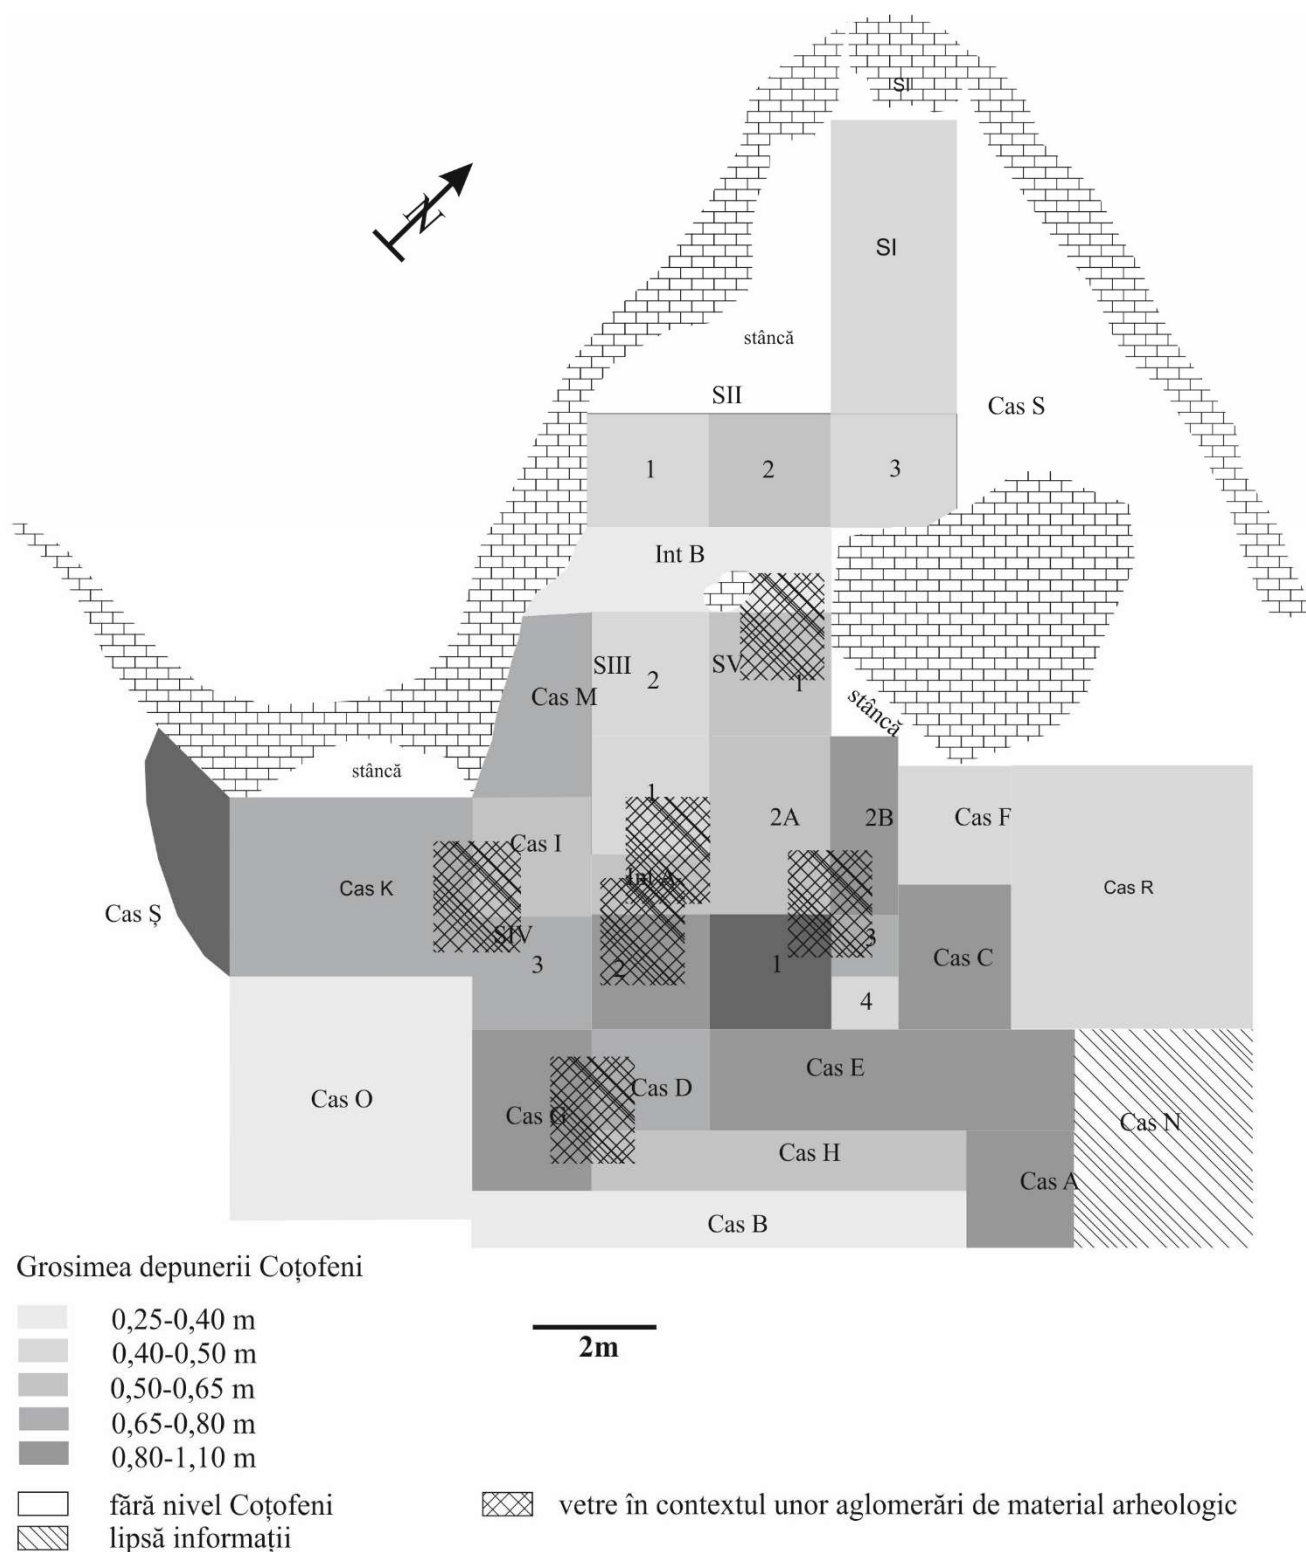 SI
N
SI
stâncă
SII
Cas S
1
2
3
Int B
SIII
2
SV
1
Cas M
stâncă
stâncă
1
2A
2B
Cas F
Cas I
Cas K
Int A
Cas R
Cas Ș
SIV
3
2
1
3
Cas C
4
Cas E
Cas D
Cas O
Cas G
Cas N
Cas H
Cas A
Cas B
Grosimea depunerii Coțofeni
0,25-0,40 m
0,40-0,50 m
0,50-0,65 m
0,65-0,80 m
0,80-1,10 m
2m
fără nivel Coțofeni
vetre în contextul unor aglomerări de material arheologic
lipsă informații